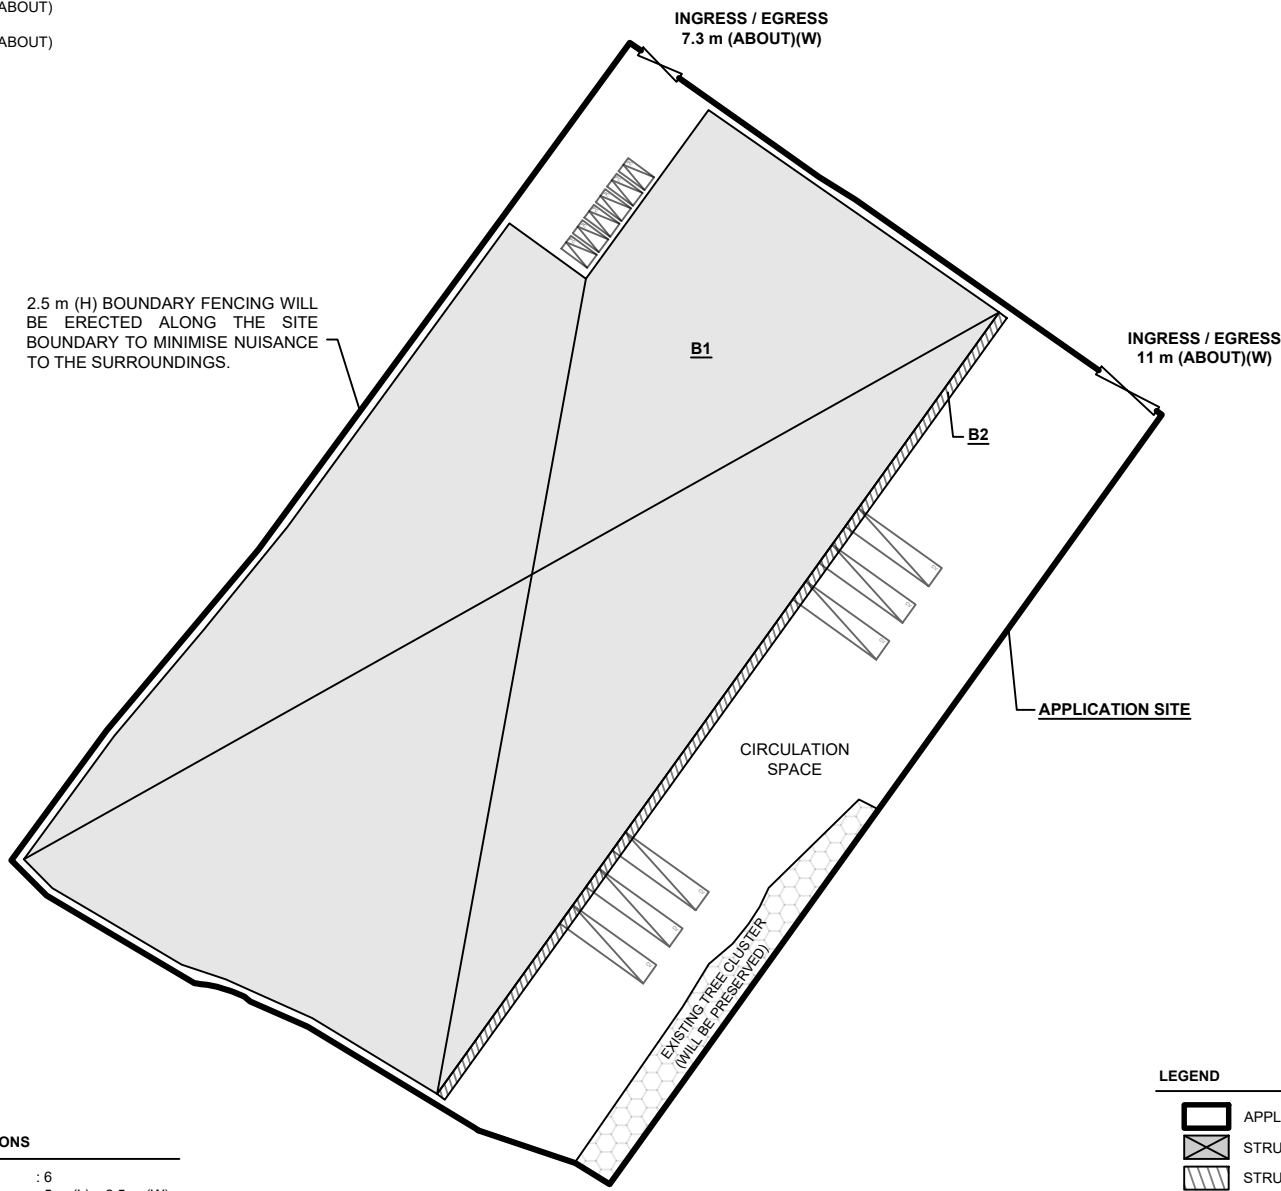 ABOUT)
ABOUT)
INGRESS / EGRESS
7.3 m (ABOUT)(W)
2.5 m (H) BOUNDARY FENCING WILL
BE ERECTED ALONG THE SITE
BOUNDARY TO MINIMISE NUISANCE
TO THE SURROUNDINGS.
B1
INGRESS / EGRESS
11 m (ABOUT)(W)
B2
APPLICATION SITE
CIRCULATION
SPACE
EXISTING TREE CLUSTER
(WILL BE PRESERVED)
LEGEND
APPL
STRU
STRU
ONS
: 6